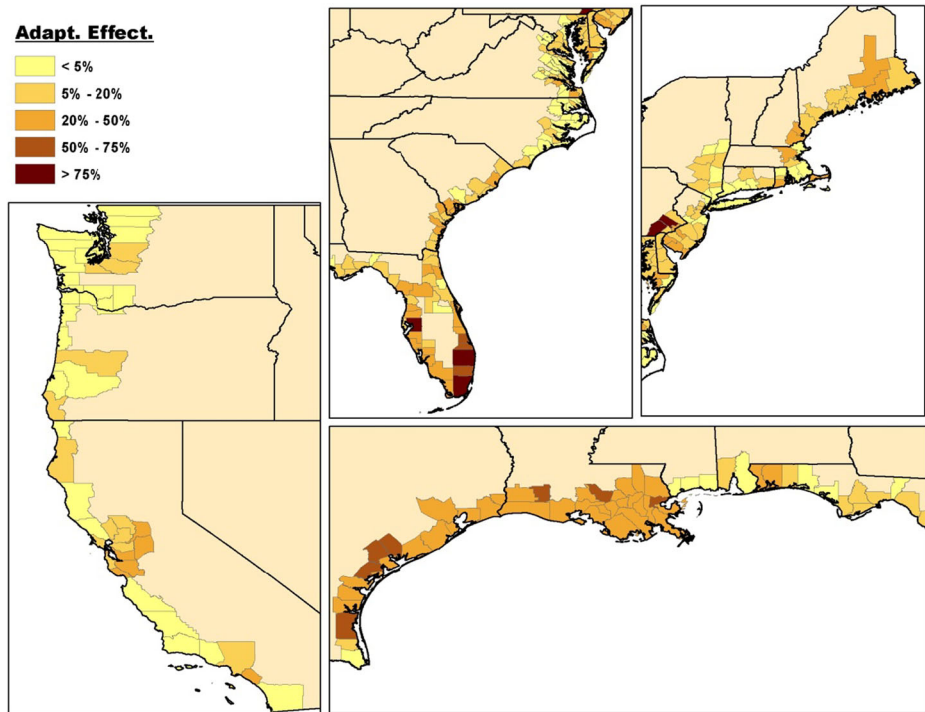 Adapt. Effect.
< 5%
5% - 20%
20% - 50%
50% - 75%
> 75%